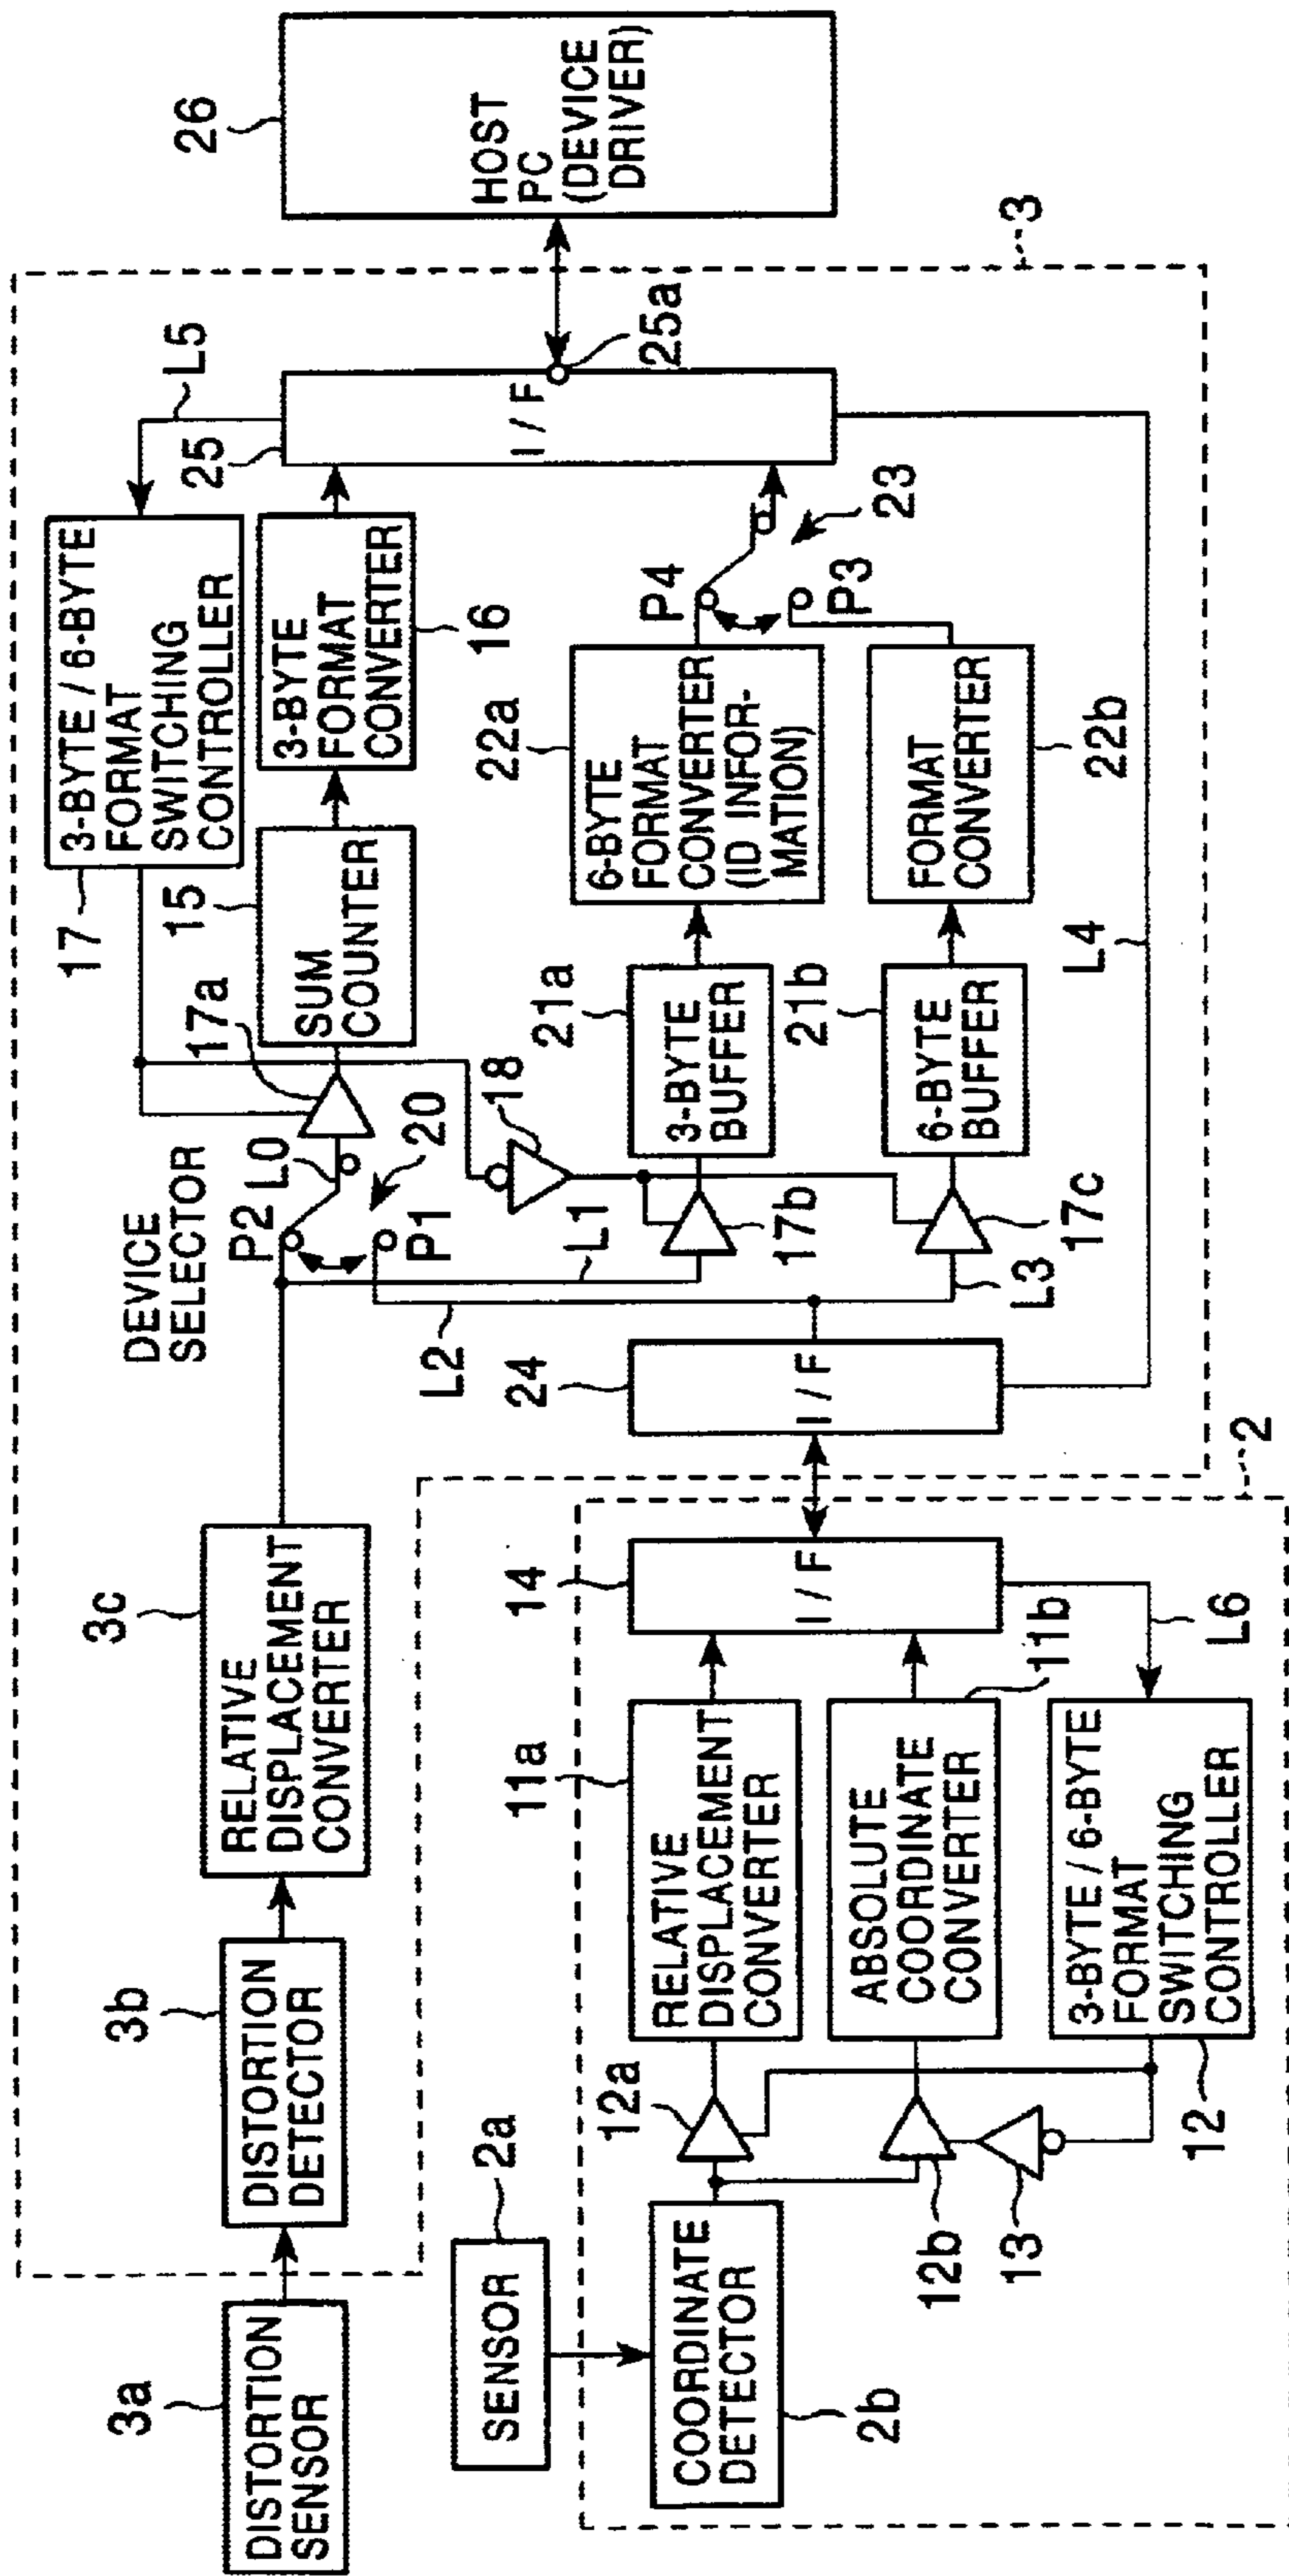 3a
DISTORTION
SENSOR
3b
DISTORTION
DETECTOR
3c
RELATIVE
DISPLACEMENT
CONVERTER
DEVICE
SELECTOR
P2
L0
P1
20
17a
15
SUM
COUNTER
17
3-BYTE / 6-BYTE
FORMAT
SWITCHING
CONTROLLER
3-BYTE
FORMAT
CONVERTER
16
L5
25
I / F
25a
26
HOST
PC
(DEVICE
DRIVER)
3
18
L1
L2
17b
17c
L3
21a
3-BYTE
BUFFER
21b
6-BYTE
BUFFER
22a
6-BYTE
FORMAT
CONVERTER
(ID INFOR-
MATION)
FORMAT
CONVERTER
22b
P4
P3
23
L4
24
I / F
2
2a
SENSOR
COORDINATE
DETECTOR
2b
12a
12b
13
11a
RELATIVE
DISPLACEMENT
CONVERTER
ABSOLUTE
COORDINATE
CONVERTER
11b
3-BYTE / 6-BYTE
FORMAT
SWITCHING
CONTROLLER
12
14
I / F
L6